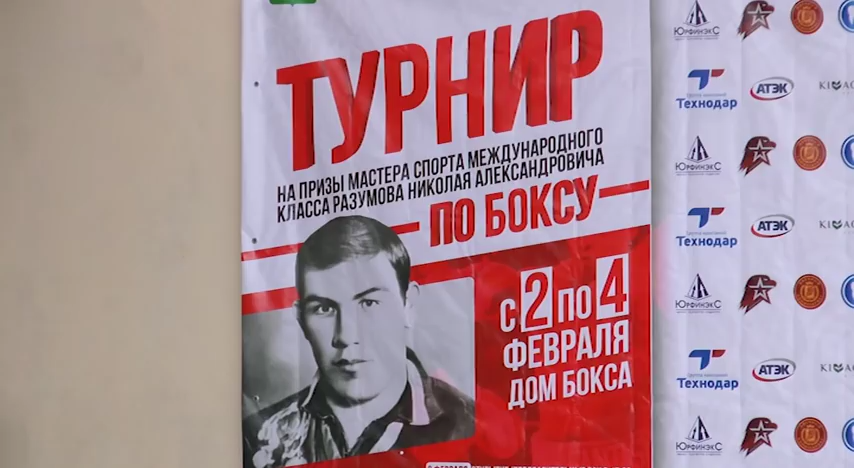 ТУРНИР
НА ПРИЗЫ МАСТЕРА СПОРТА МЕЖДУНАРОДНОГО
КЛАССА РАЗУМОВА НИКОЛАЯ АЛЕКСАНДРОВИЧА
ПО БОКСУ
С 2 ПО 4
ФЕВРАЛЯ
ДОМ БОКСА
ЮРФИНЭКС
Технодар
АТЭК
ЮРФИНЭКС
Технодар
АТЭК
ЮРФИНЭКС
Технодар
АТЭК
ЮРФИНЭКС